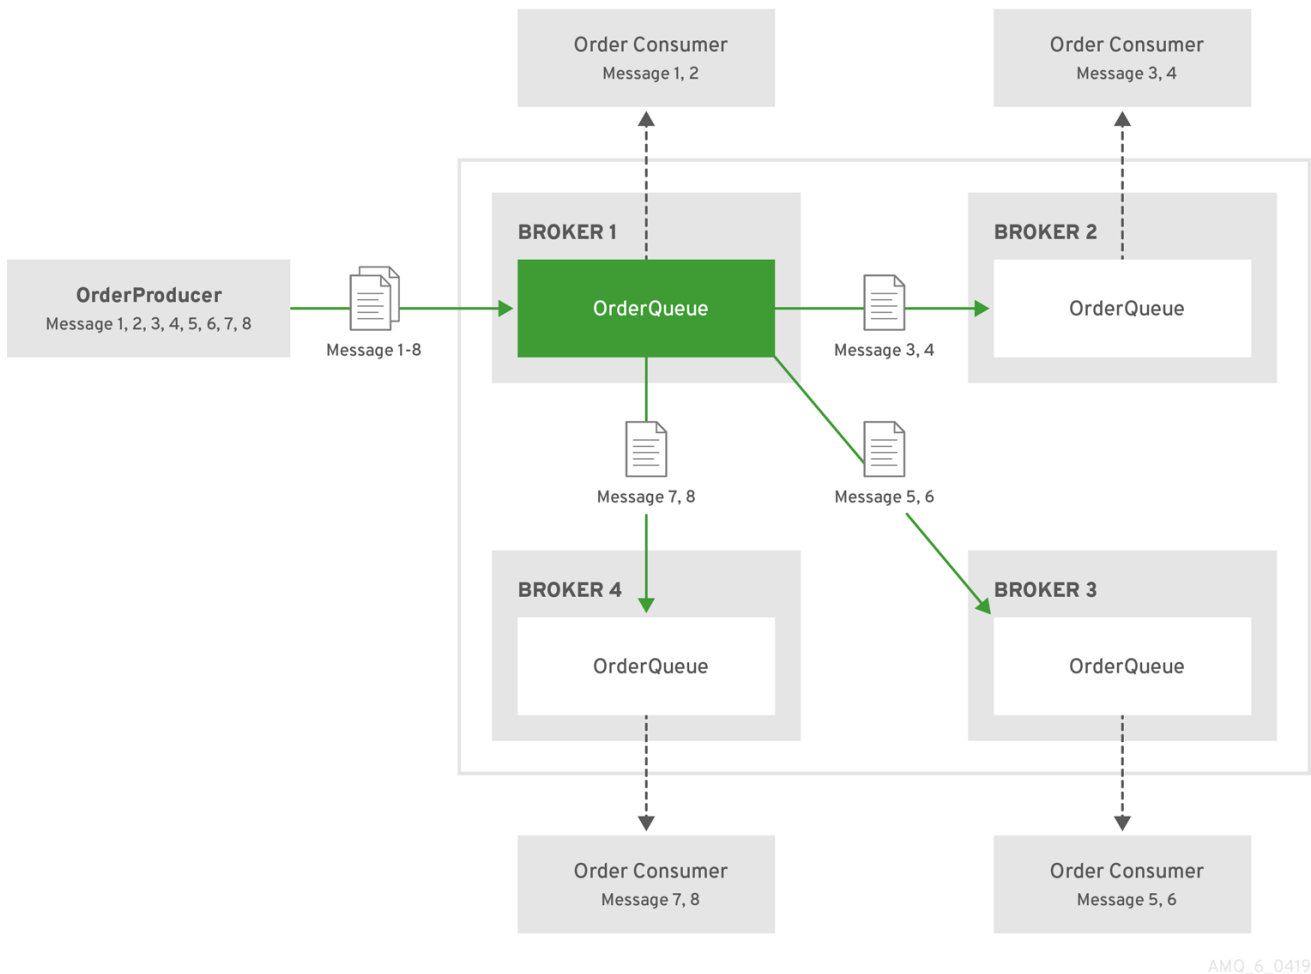 Order Consumer
Message 1, 2
Order Consumer
Message 3, 4
BROKER 1
BROKER 2
OrderProducer
Message 1, 2, 3, 4, 5, 6, 7, 8
Message 1-8
OrderQueue
Message 3, 4
OrderQueue
Message 7, 8
Message 5, 6
BROKER 4
BROKER 3
OrderQueue
OrderQueue
Order Consumer
Message 7, 8
Order Consumer
Message 5, 6
AMQ_6_0419